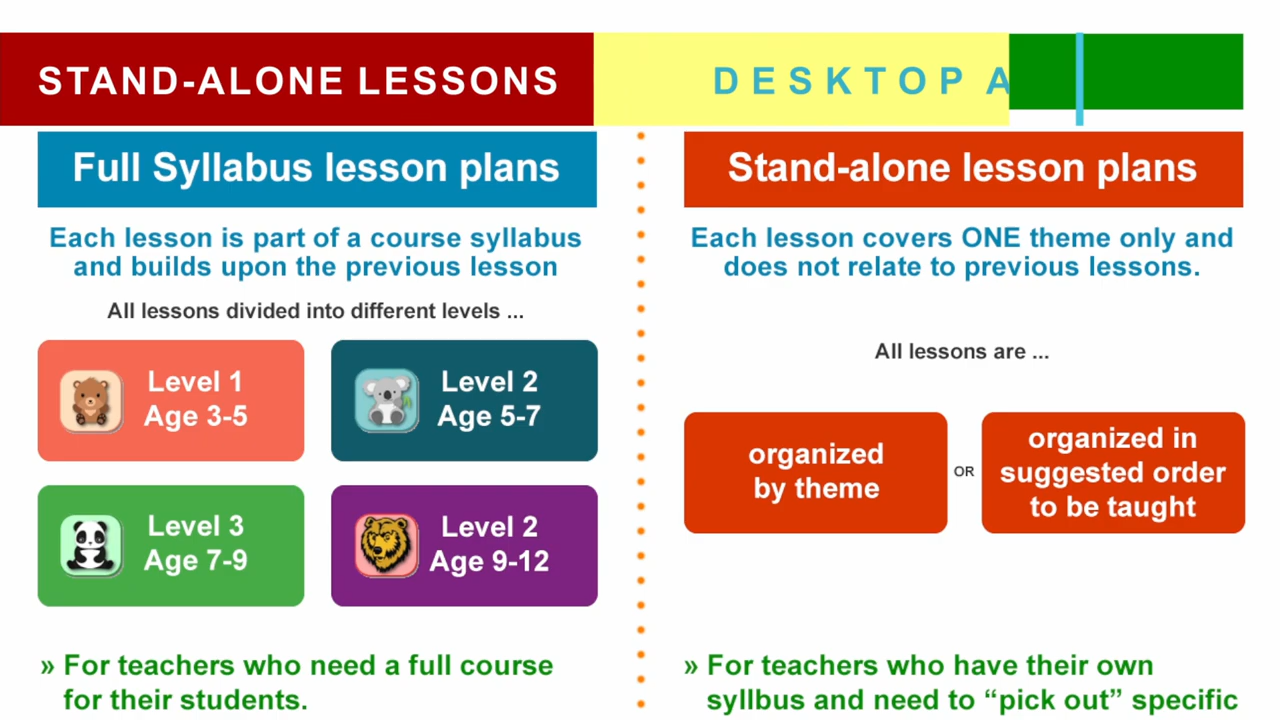 STAND-ALONE LESSONS
DESKTOP A
Full Syllabus lesson plans
Each lesson is part of a course syllabus
and builds upon the previous lesson
All lessons divided into different levels ...
Level 1
Age 3-5
Level 2
Age 5-7
Level 3
Age 7-9
Level 2
Age 9-12
» For teachers who need a full course
for their students.
Stand-alone lesson plans
Each lesson covers ONE theme only and
does not relate to previous lessons.
All lessons are ...
organized
by theme
OR
organized in
suggested order
to be taught
» For teachers who have their own
syllbus and need to “pick out” specific